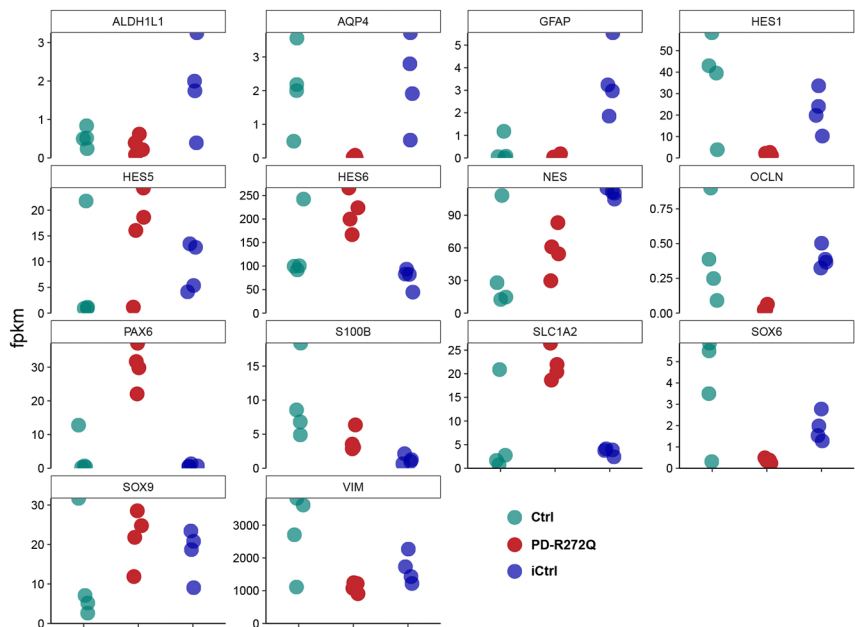 ALDH1L1 AQP4 GFAP HES1
3 3 5 50
2 2 4 40
1 1 3 30
0 0 2 20
1 10
0 0
HES5 HES6 NES OCLN
20 250 90 0.75
15 200 60 0.50
10 150 30 0.25
5 100 0 0.00
0 50
0
fpkm
PAX6 S100B SLC1A2 SOX6
30 15 25 5
20 10 20 4
10 5 15 3
0 0 10 2
5 1
0 0
SOX9 VIM
30 3000
20 2000
10 1000
0 0
Ctrl
PD-R272Q
iCtrl